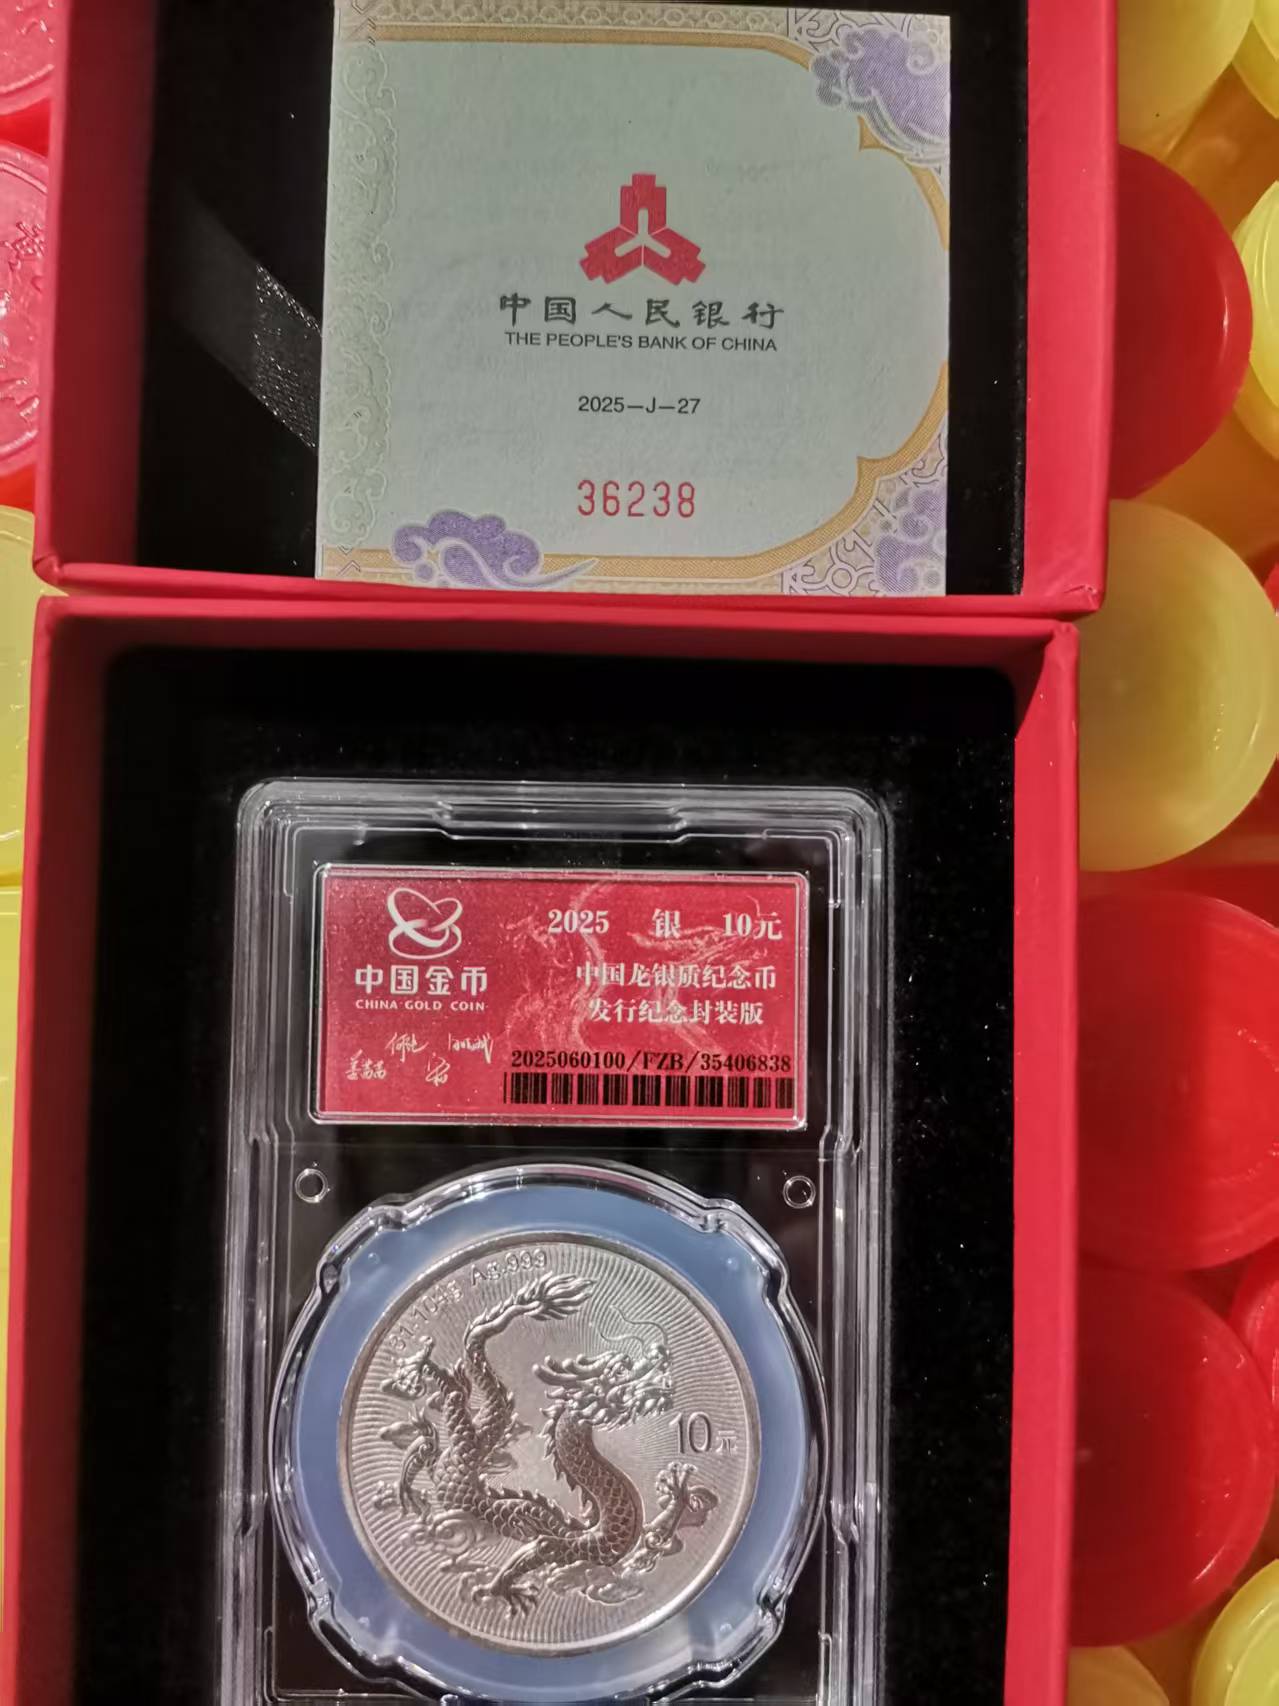 中国人民银行
THE PEOPLE'S BANK OF CHINA
2025—J—27
36238
中国金币
CHINA GOLD COIN
2025 银 10元
中国龙银质纪念币
发行纪念封装版
2025060100/FZB/35406838
31.104g Ag.999
10元